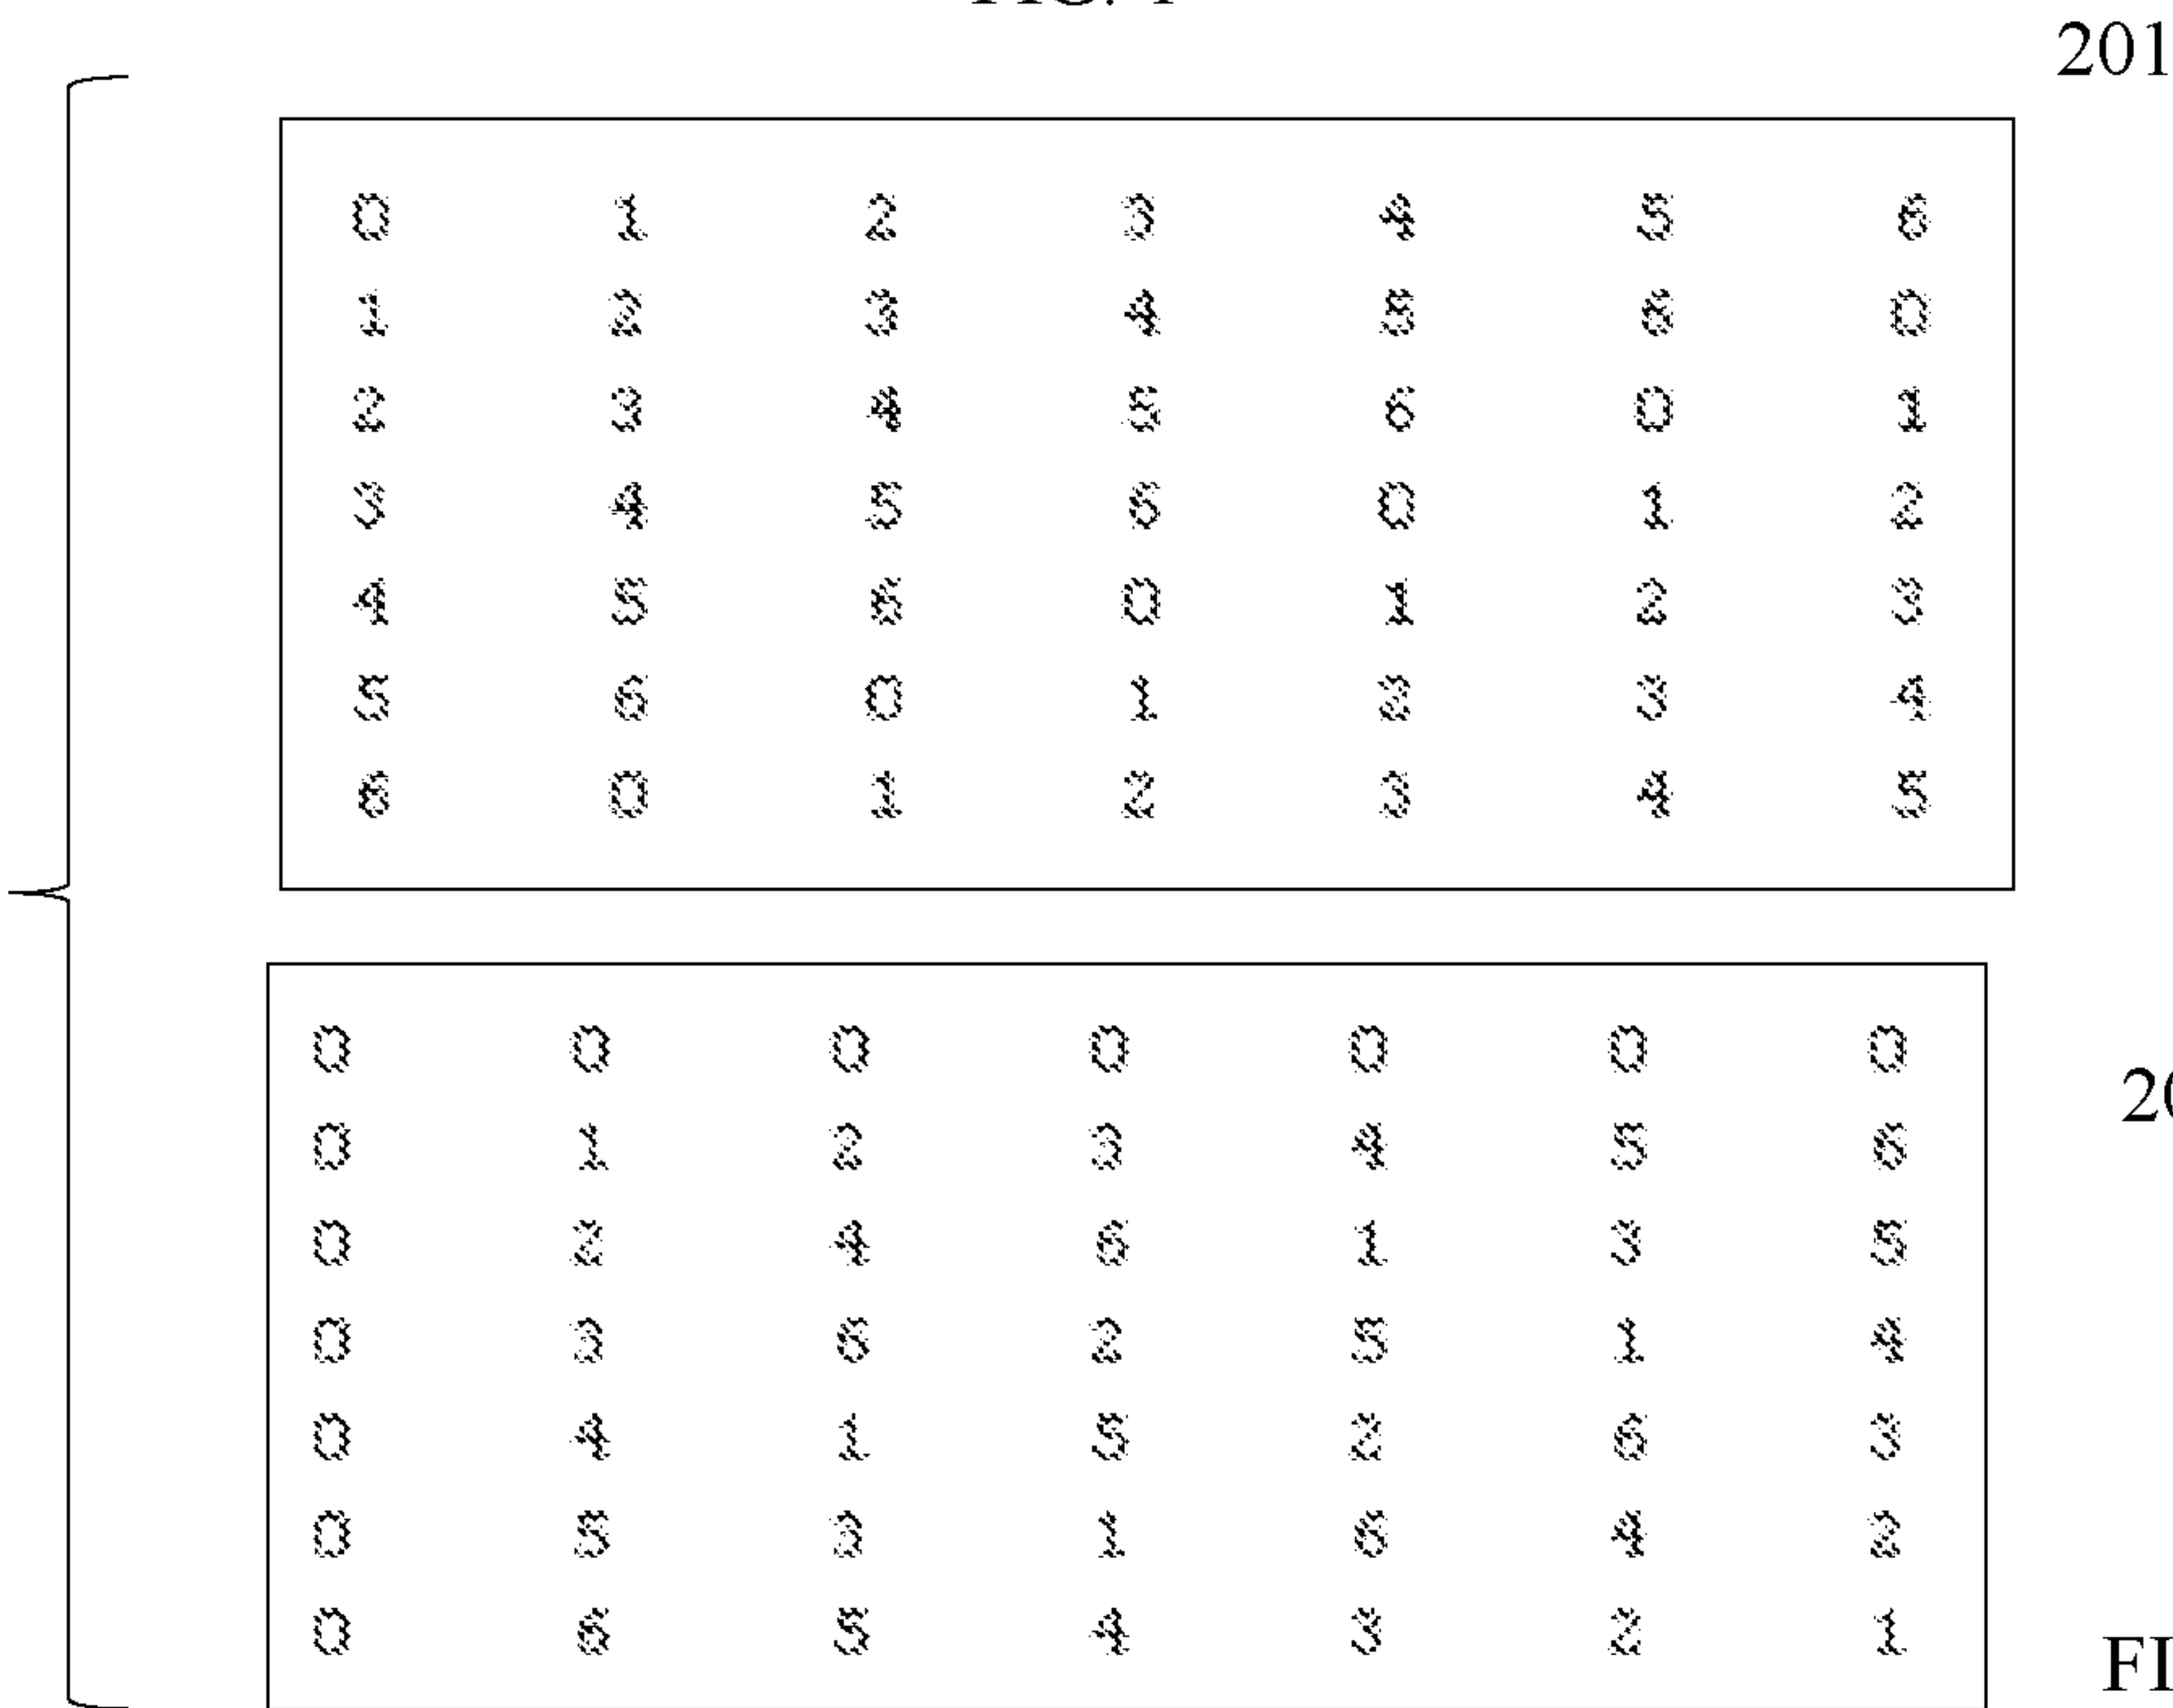 FIG. 1
201
0 1 2 3 4 5 6
1 2 3 4 5 6 0
2 3 4 5 6 0 1
3 4 5 6 0 1 2
4 5 6 0 1 2 3
5 6 0 1 2 3 4
6 0 1 2 3 4 5
0 0 0 0 0 0 0
20
0 1 2 3 4 5 6
0 2 4 6 1 3 5
0 3 6 2 5 1 4
0 4 1 5 2 6 3
0 5 3 1 6 4 2
0 6 5 4 3 2 1
FI